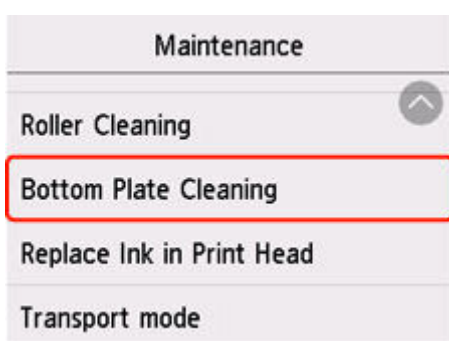 Maintenance
Roller Cleaning
Bottom Plate Cleaning
Replace Ink in Print Head
Transport mode